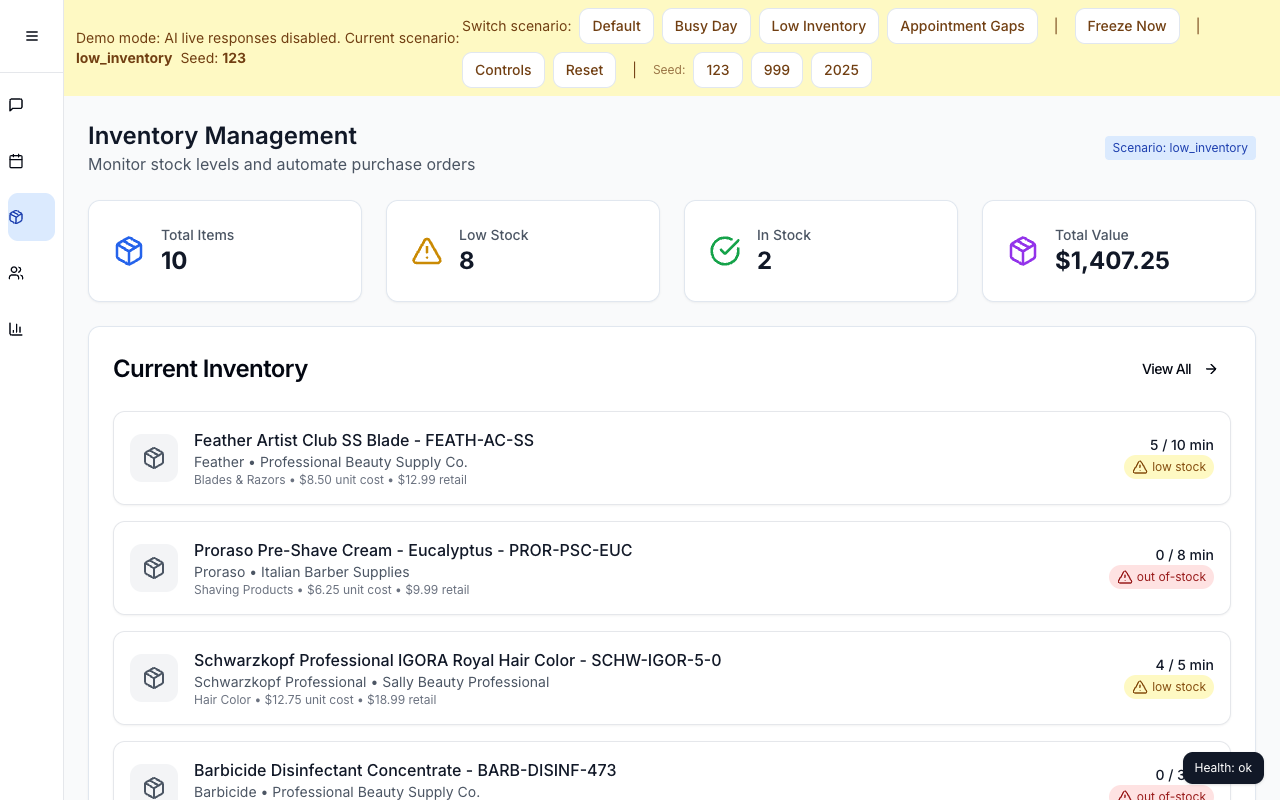 Demo mode: AI live responses disabled. Current scenario:
low_inventory Seed: 123
Switch scenario: Default Busy Day Low Inventory Appointment Gaps | Freeze Now |
Controls Reset | Seed: 123 999 2025
Inventory Management
Monitor stock levels and automate purchase orders
Scenario: low_inventory
Total Items
10
Low Stock
8
In Stock
2
Total Value
$1,407.25
Current Inventory
View All
Feather Artist Club SS Blade - FEATH-AC-SS
Feather • Professional Beauty Supply Co.
Blades & Razors • $8.50 unit cost • $12.99 retail
5 / 10 min
low stock
Proraso Pre-Shave Cream - Eucalyptus - PROR-PSC-EUC
Proraso • Italian Barber Supplies
Shaving Products • $6.25 unit cost • $9.99 retail
0 / 8 min
out of-stock
Schwarzkopf Professional IGORA Royal Hair Color - SCHW-IGOR-5-0
Schwarzkopf Professional • Sally Beauty Professional
Hair Color • $12.75 unit cost • $18.99 retail
4 / 5 min
low stock
Barbicide Disinfectant Concentrate - BARB-DISINF-473
Barbicide • Professional Beauty Supply Co.
0 / 3
out of-stock
Health: ok